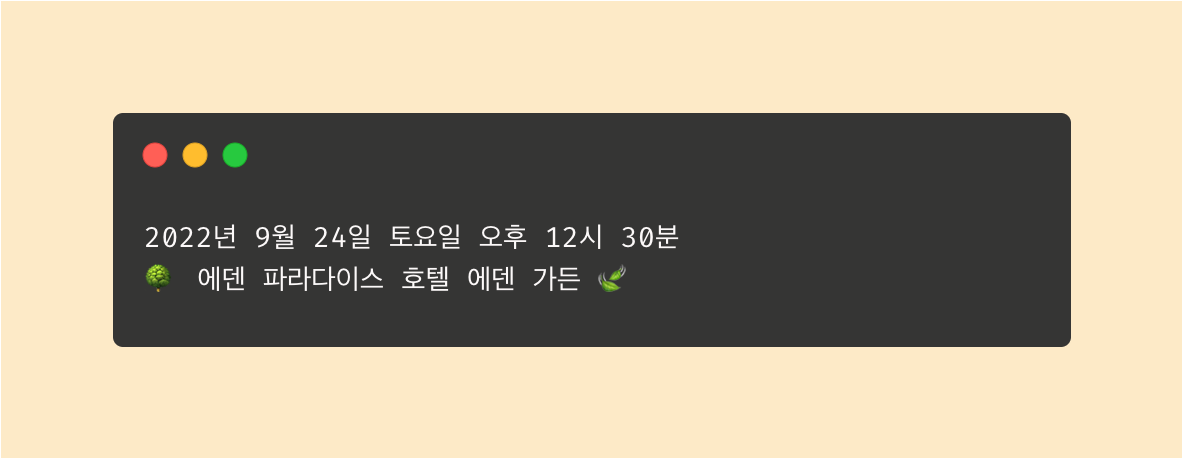 2022년 9월 24일 토요일 오후 12시 30분
🌳 에덴 파라다이스 호텔 에덴 가든 🌿